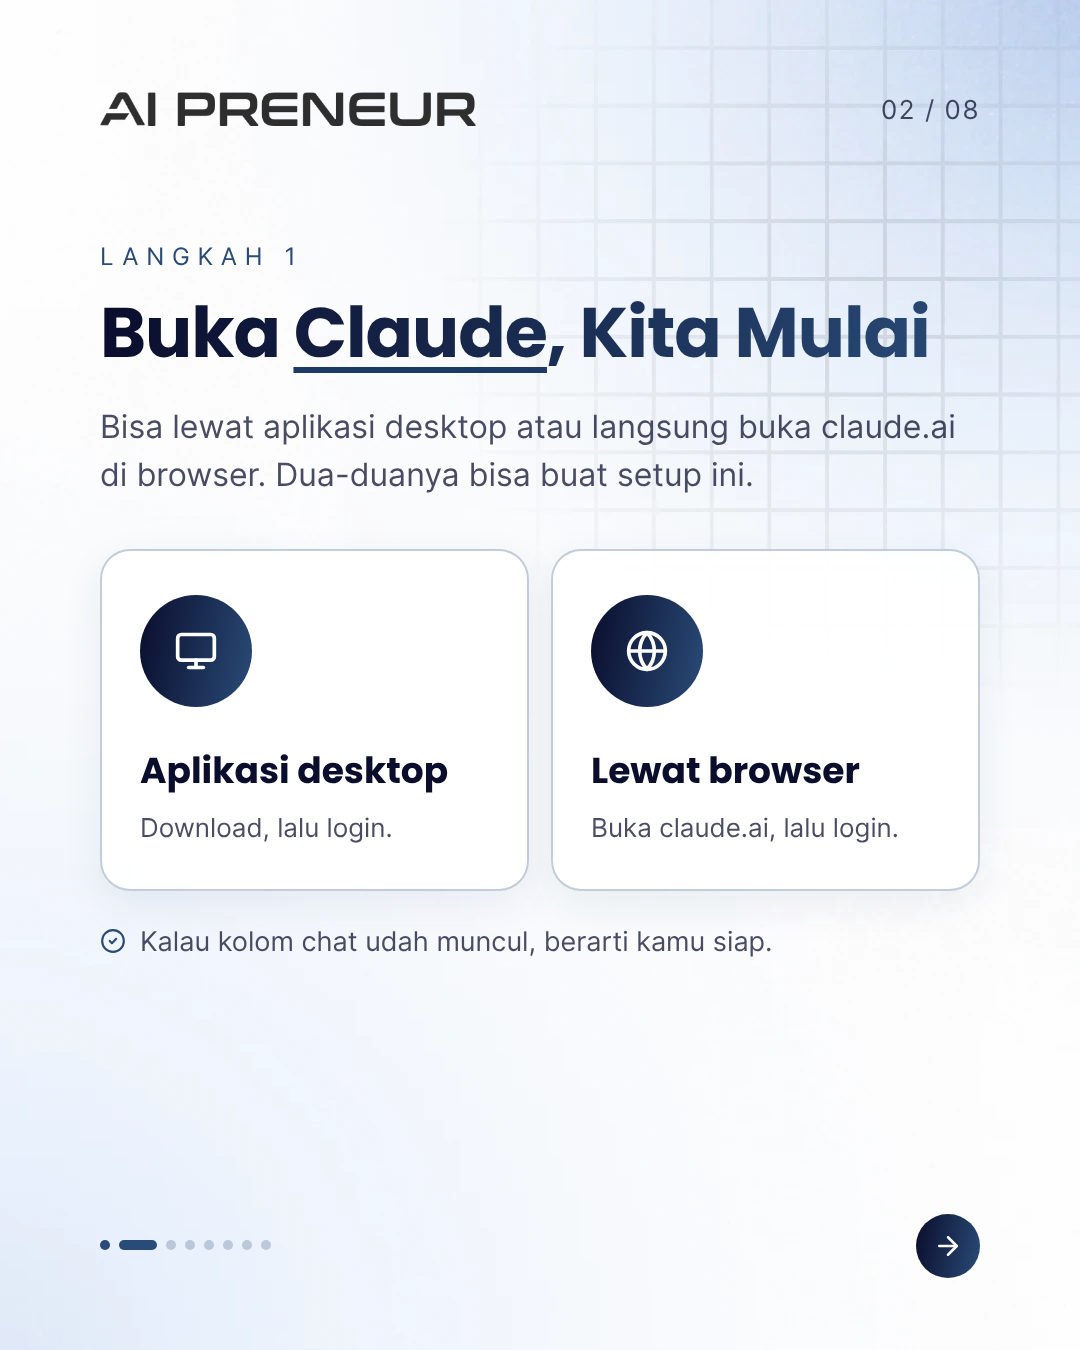 AI PRENEUR
02 / 08
LANGKAH 1
Buka Claude, Kita Mulai
Bisa lewat aplikasi desktop atau langsung buka claude.ai
di browser. Dua-duanya bisa buat setup ini.
Aplikasi desktop
Download, lalu login.
Lewat browser
Buka claude.ai, lalu login.
Kalau kolom chat udah muncul, berarti kamu siap.